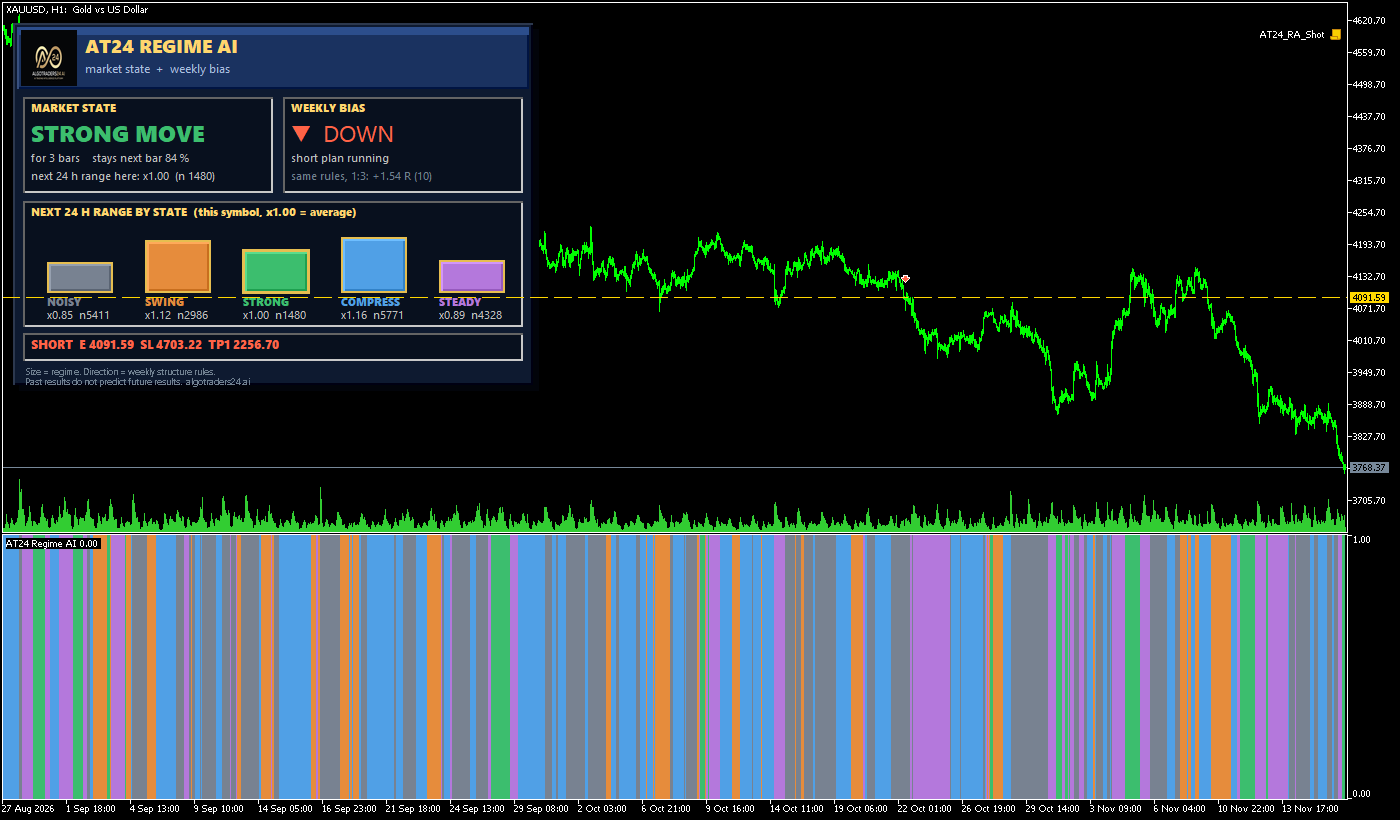 XAUUSD, H1: Gold vs US Dollar
AT24_RA_Shot
24
ALGOTRADERS24.AI
AT24 REGIME AI
market state + weekly bias
MARKET STATE
STRONG MOVE
for 3 bars stays next bar 84 %
next 24 h range here: x1.00 (n 1480)
WEEKLY BIAS
▼ DOWN
short plan running
same rules, 1:3: +1.54 R (10)
NEXT 24 H RANGE BY STATE (this symbol, x1.00 = average)
NOISY SWING STRONG COMPRESS STEADY
x0.85 n5411 x1.12 n2986 x1.00 n1480 x1.16 n5771 x0.89 n4328
SHORT E 4091.59 SL 4703.22 TP1 2256.70
Size = regime. Direction = weekly structure rules.
Past results do not predict future results. algotraders24.ai
4620.70
4559.70
4498.70
4437.70
4376.70
4315.70
4254.70
4193.70
4132.70
4091.59
4071.70
4010.70
3949.70
3888.70
3827.70
3768.37
3705.70
AT24 Regime AI 0.00
1.00
0.00
27 Aug 2026 1 Sep 18:00 4 Sep 13:00 9 Sep 10:00 14 Sep 05:00 16 Sep 23:00 21 Sep 18:00 24 Sep 13:00 29 Sep 08:00 2 Oct 03:00 6 Oct 21:00 9 Oct 16:00 14 Oct 11:00 19 Oct 06:00 22 Oct 01:00 26 Oct 19:00 29 Oct 14:00 3 Nov 09:00 6 Nov 04:00 10 Nov 22:00 13 Nov 17:00